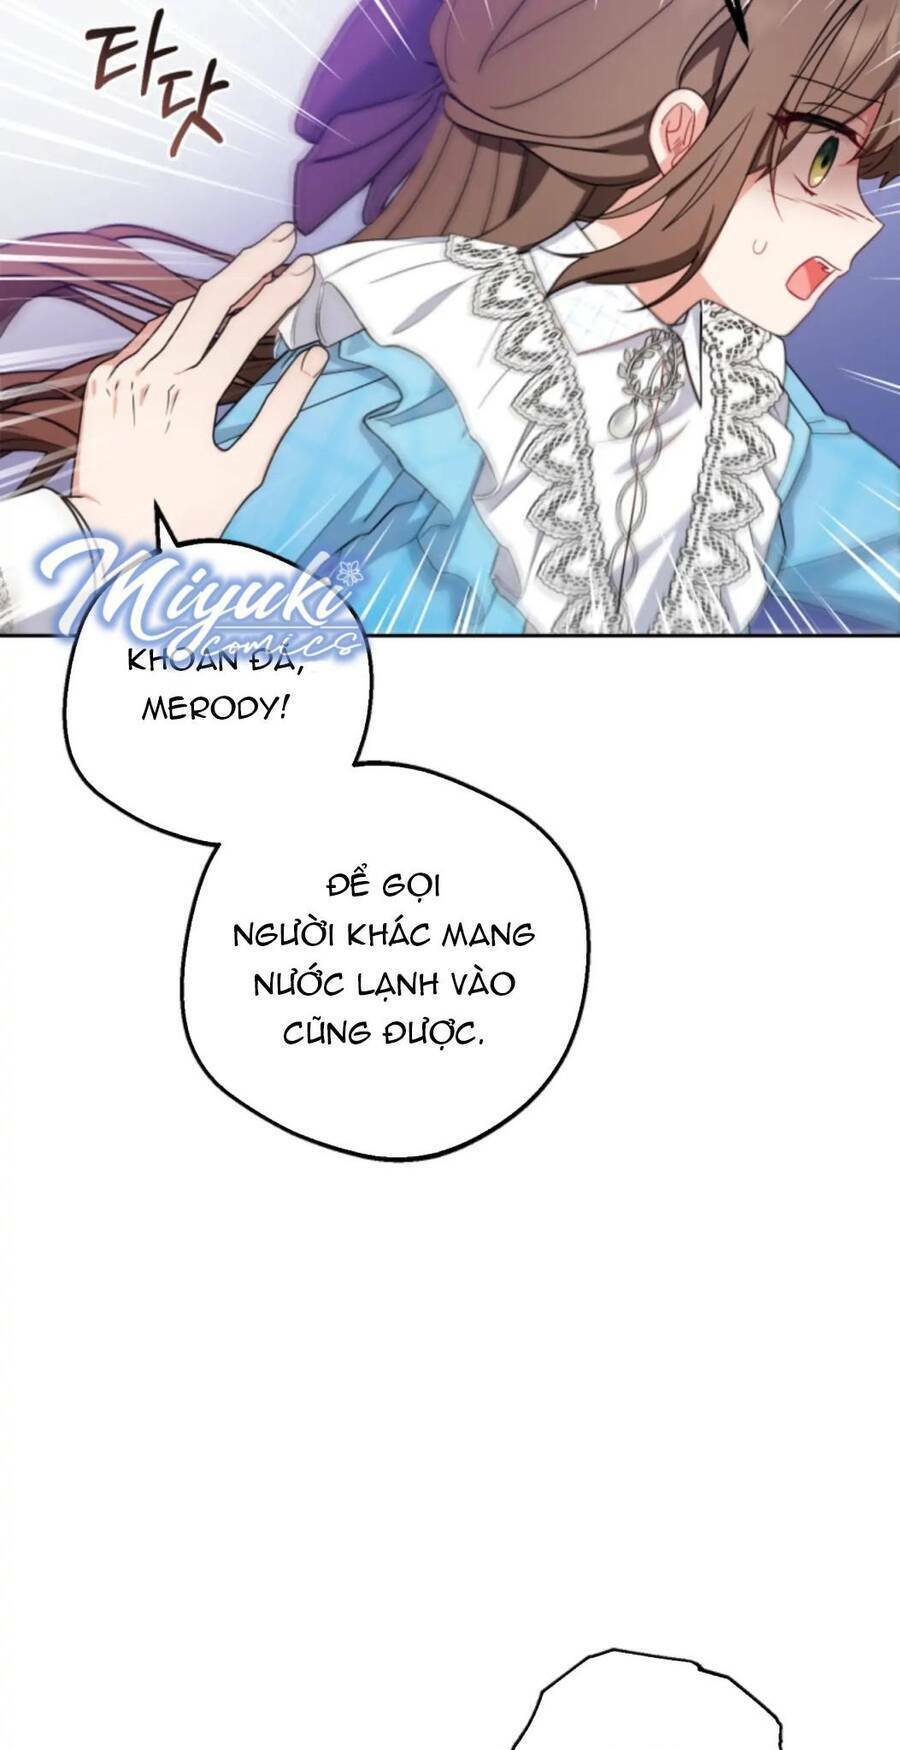 타닷
Miyuki
comics
KHOAN ĐÃ,
MERODY!
ĐỂ GỌI
NGƯỜI KHÁC MANG
NƯỚC LẠNH VÀO
CŨNG ĐƯỢC.